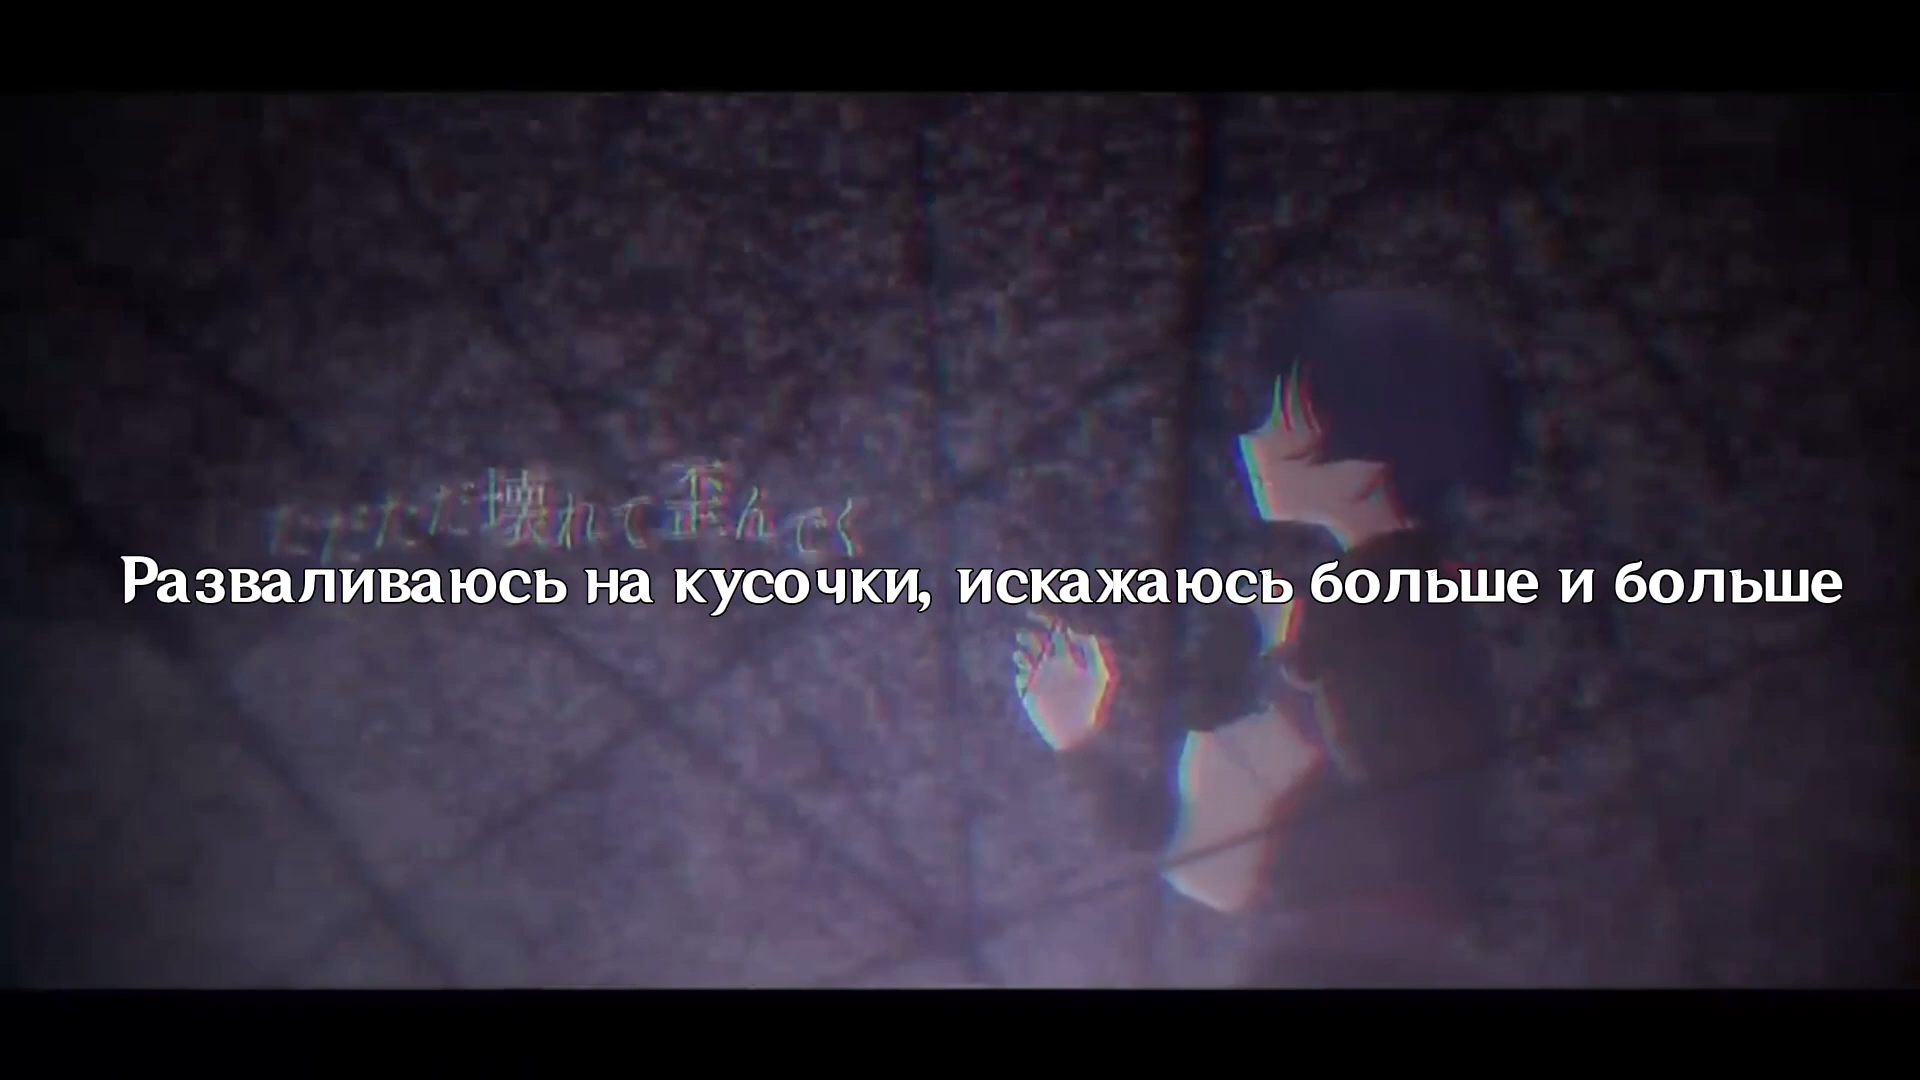 ただただ壊れて歪んでく
Разваливаюсь на кусочки, искажаюсь больше и больше